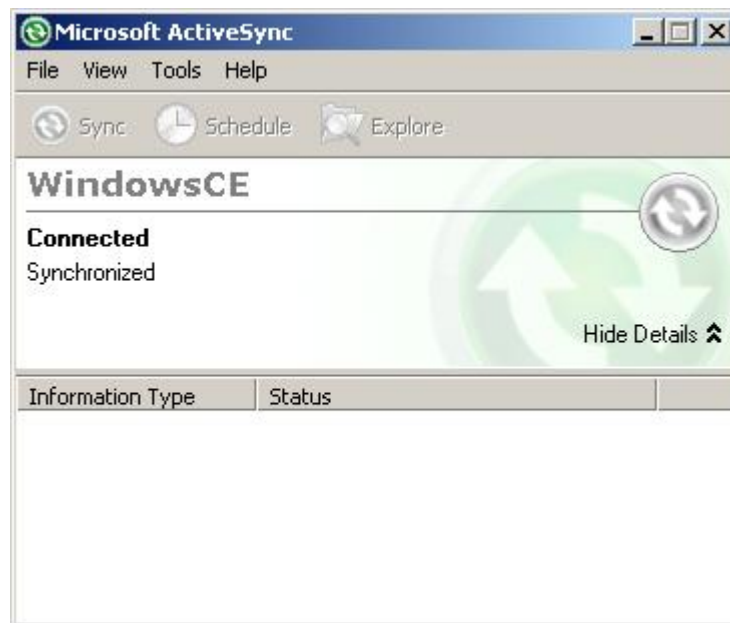 Microsoft ActiveSync
File View Tools Help
Sync Schedule Explore
WindowsCE
Connected
Synchronized
Hide Details
Information Type Status